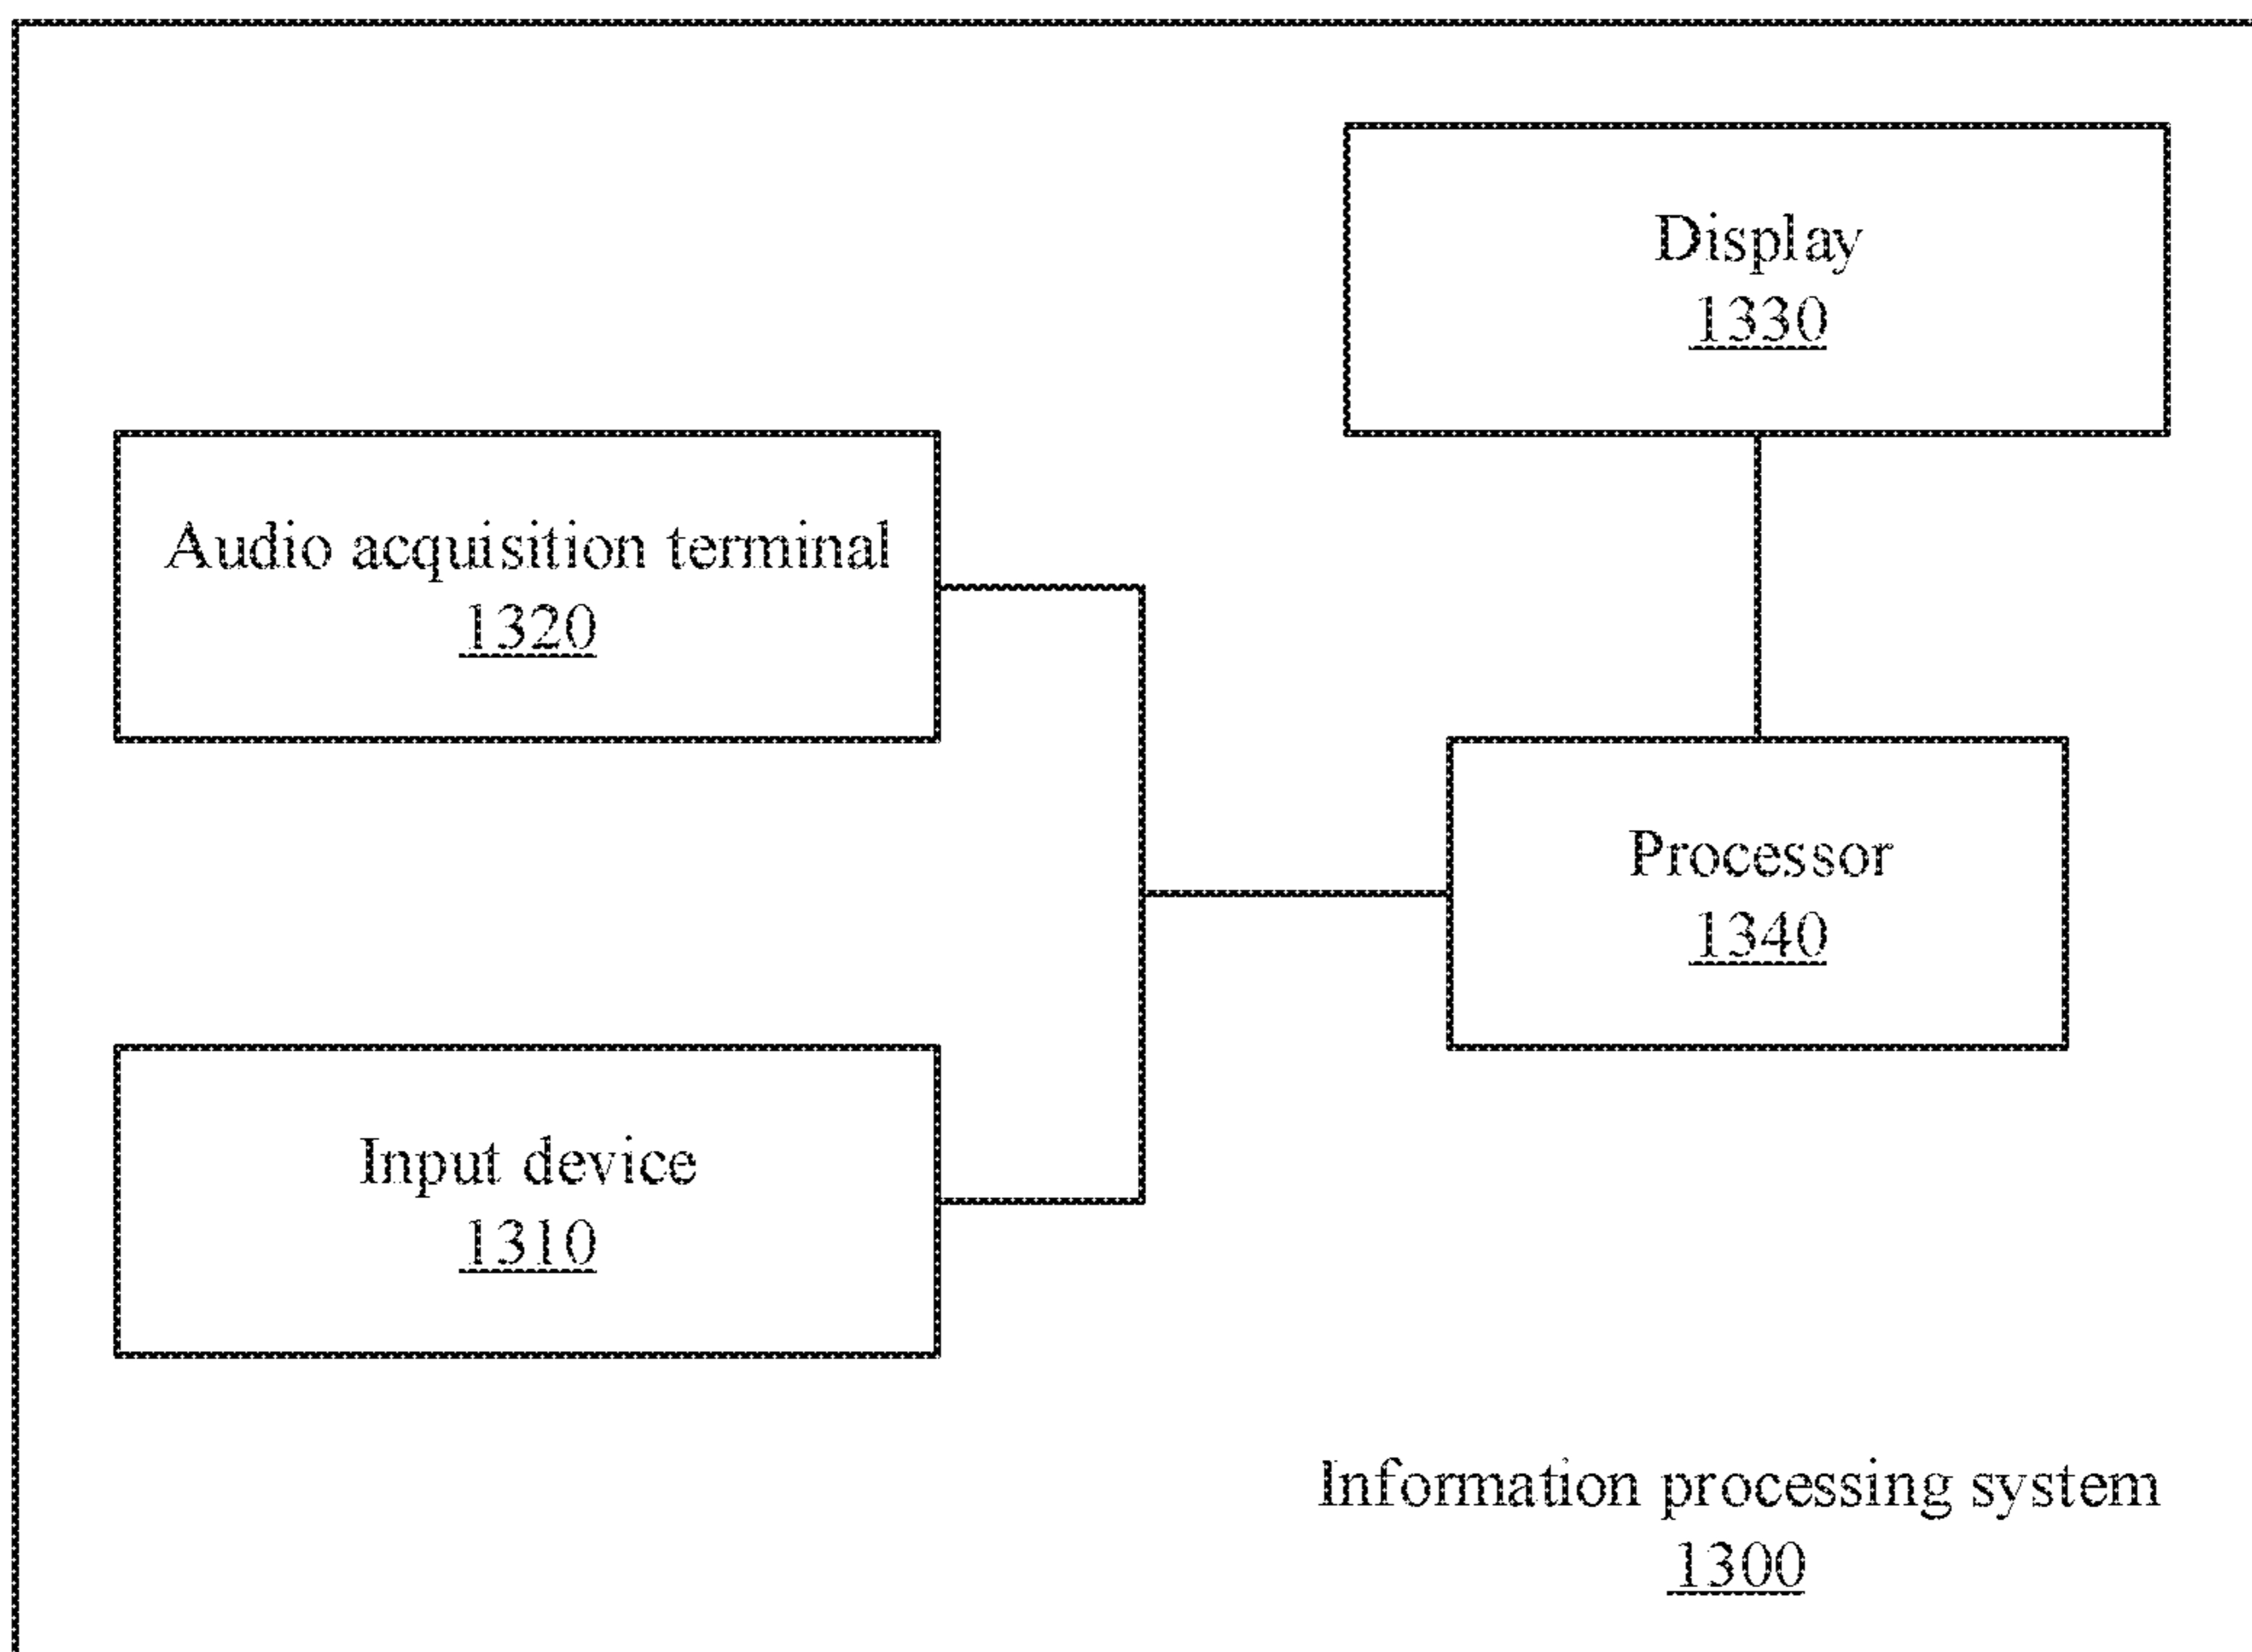 Display
1330
Audio acquisition terminal
1320
Processor
1340
Input device
1310
Information processing system
1300